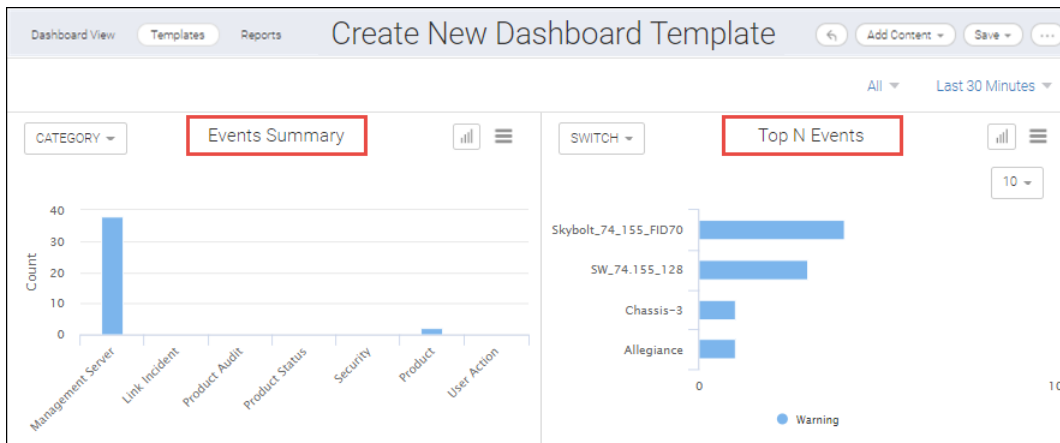 Dashboard View Templates Reports Create New Dashboard Template Add Content Save ...
All Last 30 Minutes
CATEGORY Events Summary
40
30
20
10
0
Count
Management Server
Link Incident
Product Audit
Product Status
Security
Product
User Action
SWITCH Top N Events
10
Skybolt_74_155_FID70
SW_74.155_128
Chassis-3
Allegiance
0 10
Warning